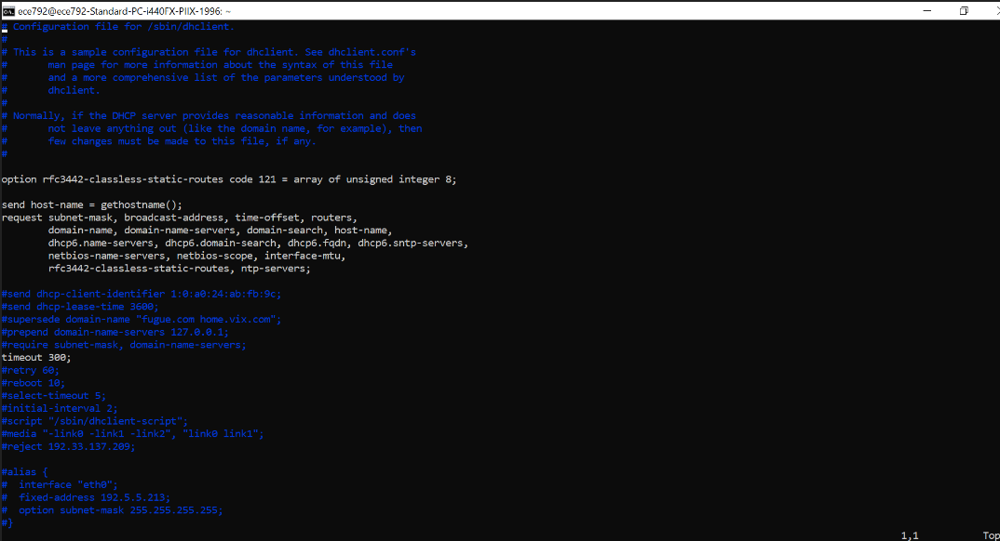 ece792@ece792-Standard-PC-i440FX-PIIX-1996: ~
# Configuration file for /sbin/dhclient.
#
# This is a sample configuration file for dhclient. See dhclient.conf's
#       man page for more information about the syntax of this file
#       and a more comprehensive list of the parameters understood by
#       dhclient.
#
# Normally, if the DHCP server provides reasonable information and does
#       not leave anything out (like the domain name, for example), then
#       few changes must be made to this file, if any.
#
option rfc3442-classless-static-routes code 121 = array of unsigned integer 8;
send host-name = gethostname();
request subnet-mask, broadcast-address, time-offset, routers,
        domain-name, domain-name-servers, domain-search, host-name,
        dhcp6.name-servers, dhcp6.domain-search, dhcp6.fqdn, dhcp6.sntp-servers,
        netbios-name-servers, netbios-scope, interface-mtu,
        rfc3442-classless-static-routes, ntp-servers;
#send dhcp-client-identifier 1:0:a0:24:ab:fb:9c;
#send dhcp-lease-time 3600;
#supersede domain-name "fugue.com home.vix.com";
#prepend domain-name-servers 127.0.0.1;
#require subnet-mask, domain-name-servers;
timeout 300;
#retry 60;
#reboot 10;
#select-timeout 5;
#initial-interval 2;
#script "/sbin/dhclient-script";
#media "-link0 -link1 -link2", "link0 link1";
#reject 192.33.137.209;
#alias {
#  interface "eth0";
#  fixed-address 192.5.5.213;
#  option subnet-mask 255.255.255.255;
#}
1,1           Top